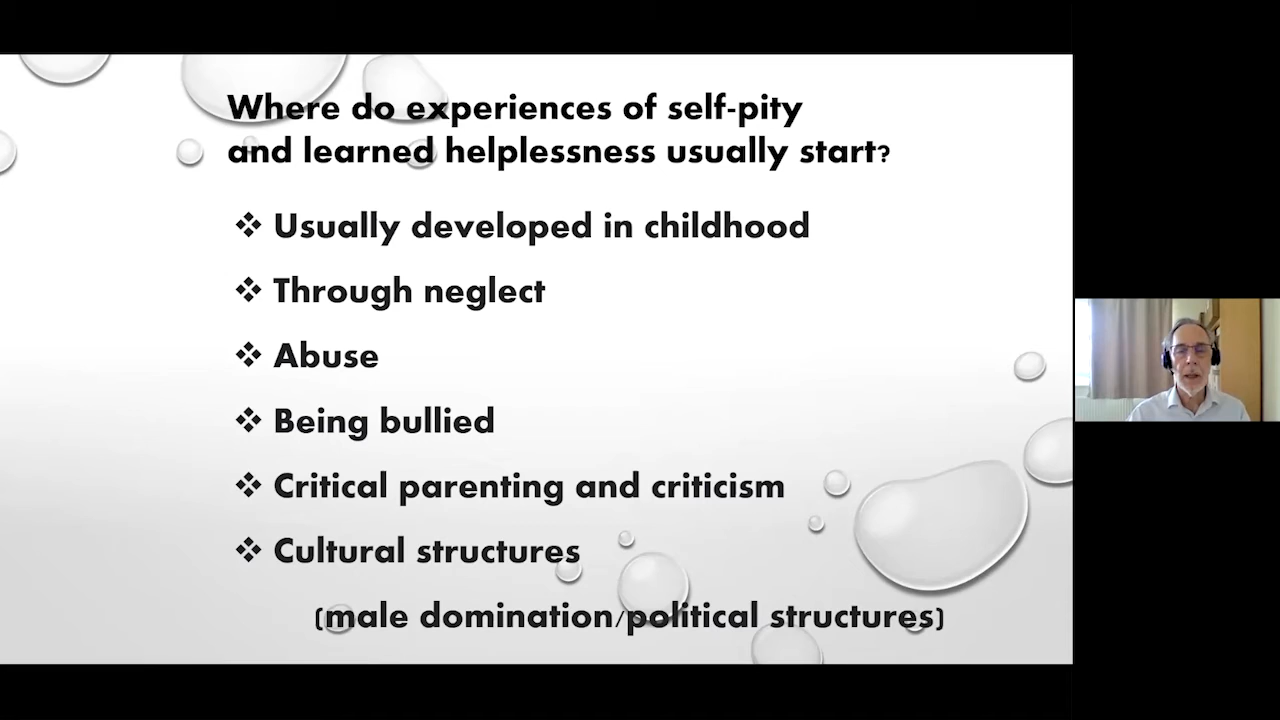 Where do experiences of self-pity
and learned helplessness usually start?
❖ Usually developed in childhood
❖ Through neglect
❖ Abuse
❖ Being bullied
❖ Critical parenting and criticism
❖ Cultural structures
(male domination/political structures)